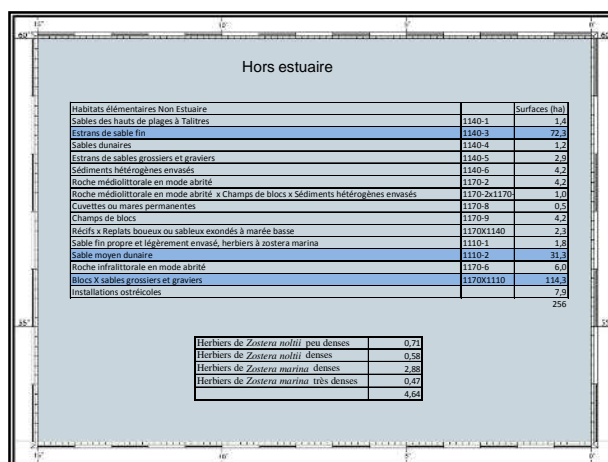 Hors estuaire
Habitats élémentaires Non Estuaire Surfaces (ha)
Sables des hauts de plages à Talitres 1140-1 1,4
Estrans de sable fin 1140-3 72,3
Sables dunaires 1140-4 1,2
Estrans de sables grossiers et graviers 1140-5 2,9
Sédiments hétérogènes envasés 1140-6 4,2
Roche médiolittorale en mode abrité 1170-2 4,2
Roche médiolittorale en mode abrité x Champs de blocs x Sédiments hétérogènes envasés 1170-2x1170- 1,0
Cuvettes ou mares permanentes 1170-8 0,5
Champs de blocs 1170-9 4,2
Récifs x Replats boueux ou sableux exondés à marée basse 1170X1140 2,3
Sable fin propre et légèrement envasé, herbiers à zostera marina 1110-1 1,8
Sable moyen dunaire 1110-2 31,3
Roche infralittorale en mode abrité 1170-6 6,0
Blocs X sables grossiers et graviers 1170X1110 114,3
Installations ostréicoles 7,9
256
Herbiers de Zostera noltii peu denses 0,71
Herbiers de Zostera noltii denses 0,58
Herbiers de Zostera marina denses 2,88
Herbiers de Zostera marina très denses 0,47
4,64